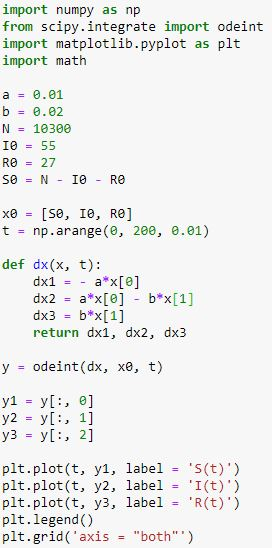 import numpy as np
from scipy.integrate import odeint
import matplotlib.pyplot as plt
import math
a = 0.01
b = 0.02
N = 10300
I0 = 55
R0 = 27
S0 = N - I0 - R0
x0 = [S0, I0, R0]
t = np.arange(0, 200, 0.01)
def dx(x, t):
    dx1 = - a*x[0]
    dx2 = a*x[0] - b*x[1]
    dx3 = b*x[1]
    return dx1, dx2, dx3
y = odeint(dx, x0, t)
y1 = y[:, 0]
y2 = y[:, 1]
y3 = y[:, 2]
plt.plot(t, y1, label = 'S(t)')
plt.plot(t, y2, label = 'I(t)')
plt.plot(t, y3, label = 'R(t)')
plt.legend()
plt.grid('axis = "both"')